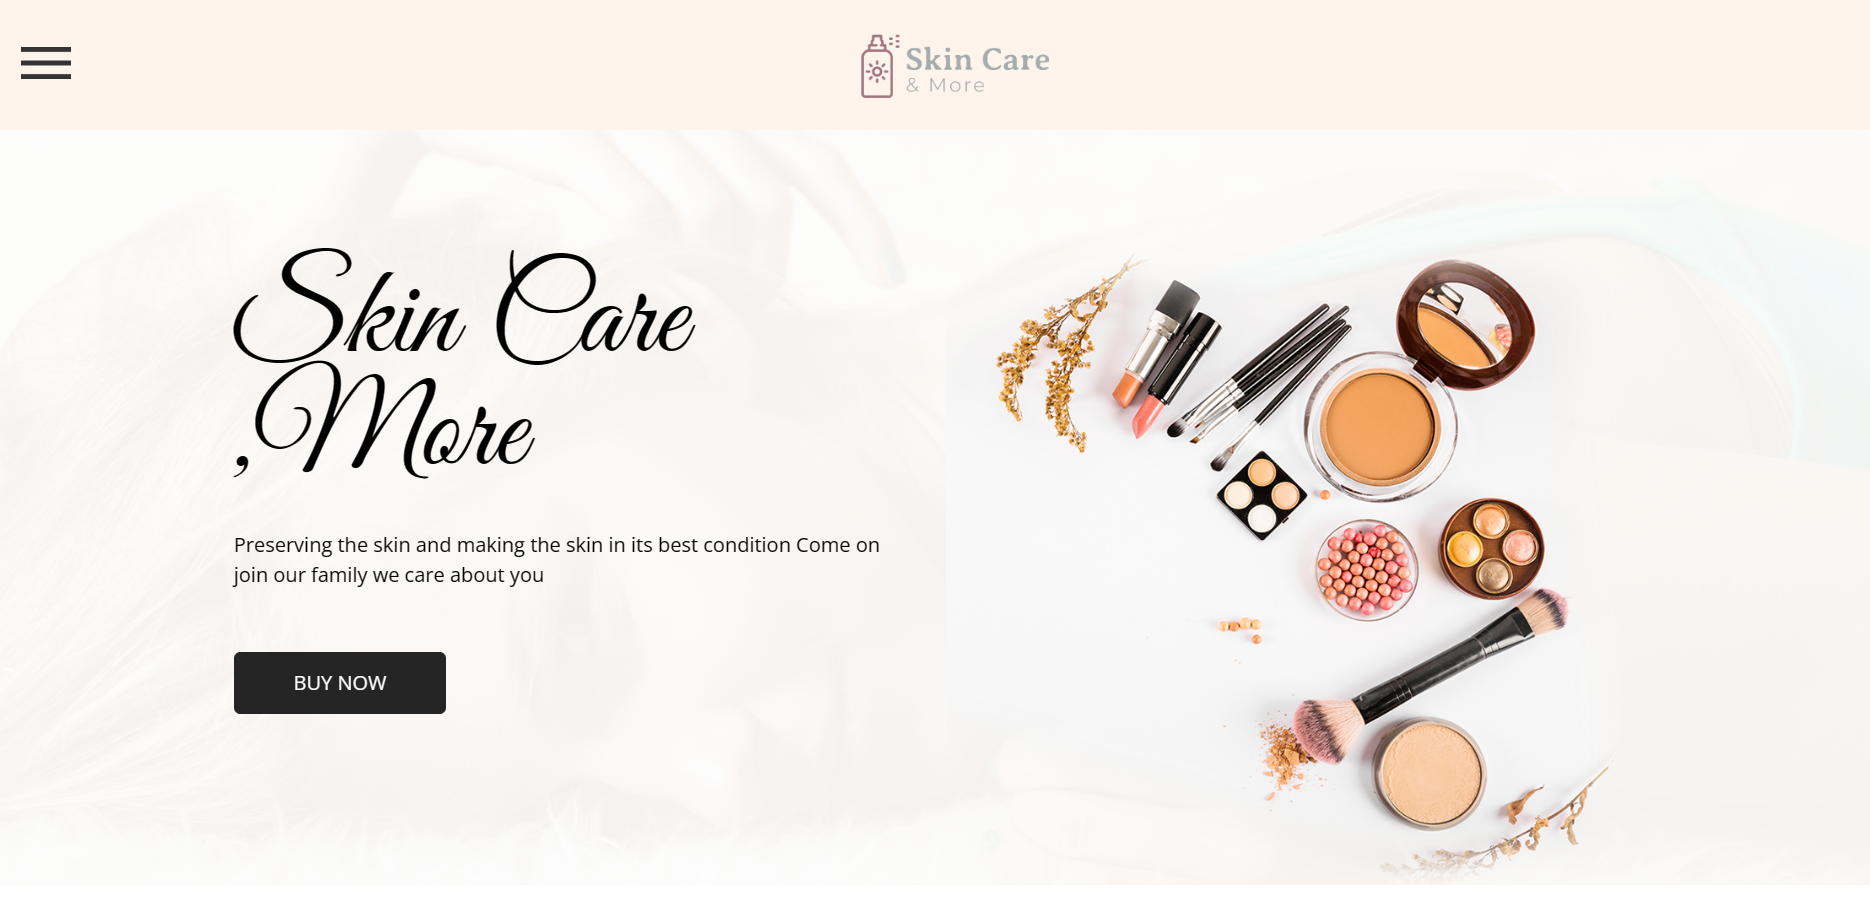 Skin Care
& More
Skin Care
,More
Preserving the skin and making the skin in its best condition Come on
join our family we care about you
BUY NOW